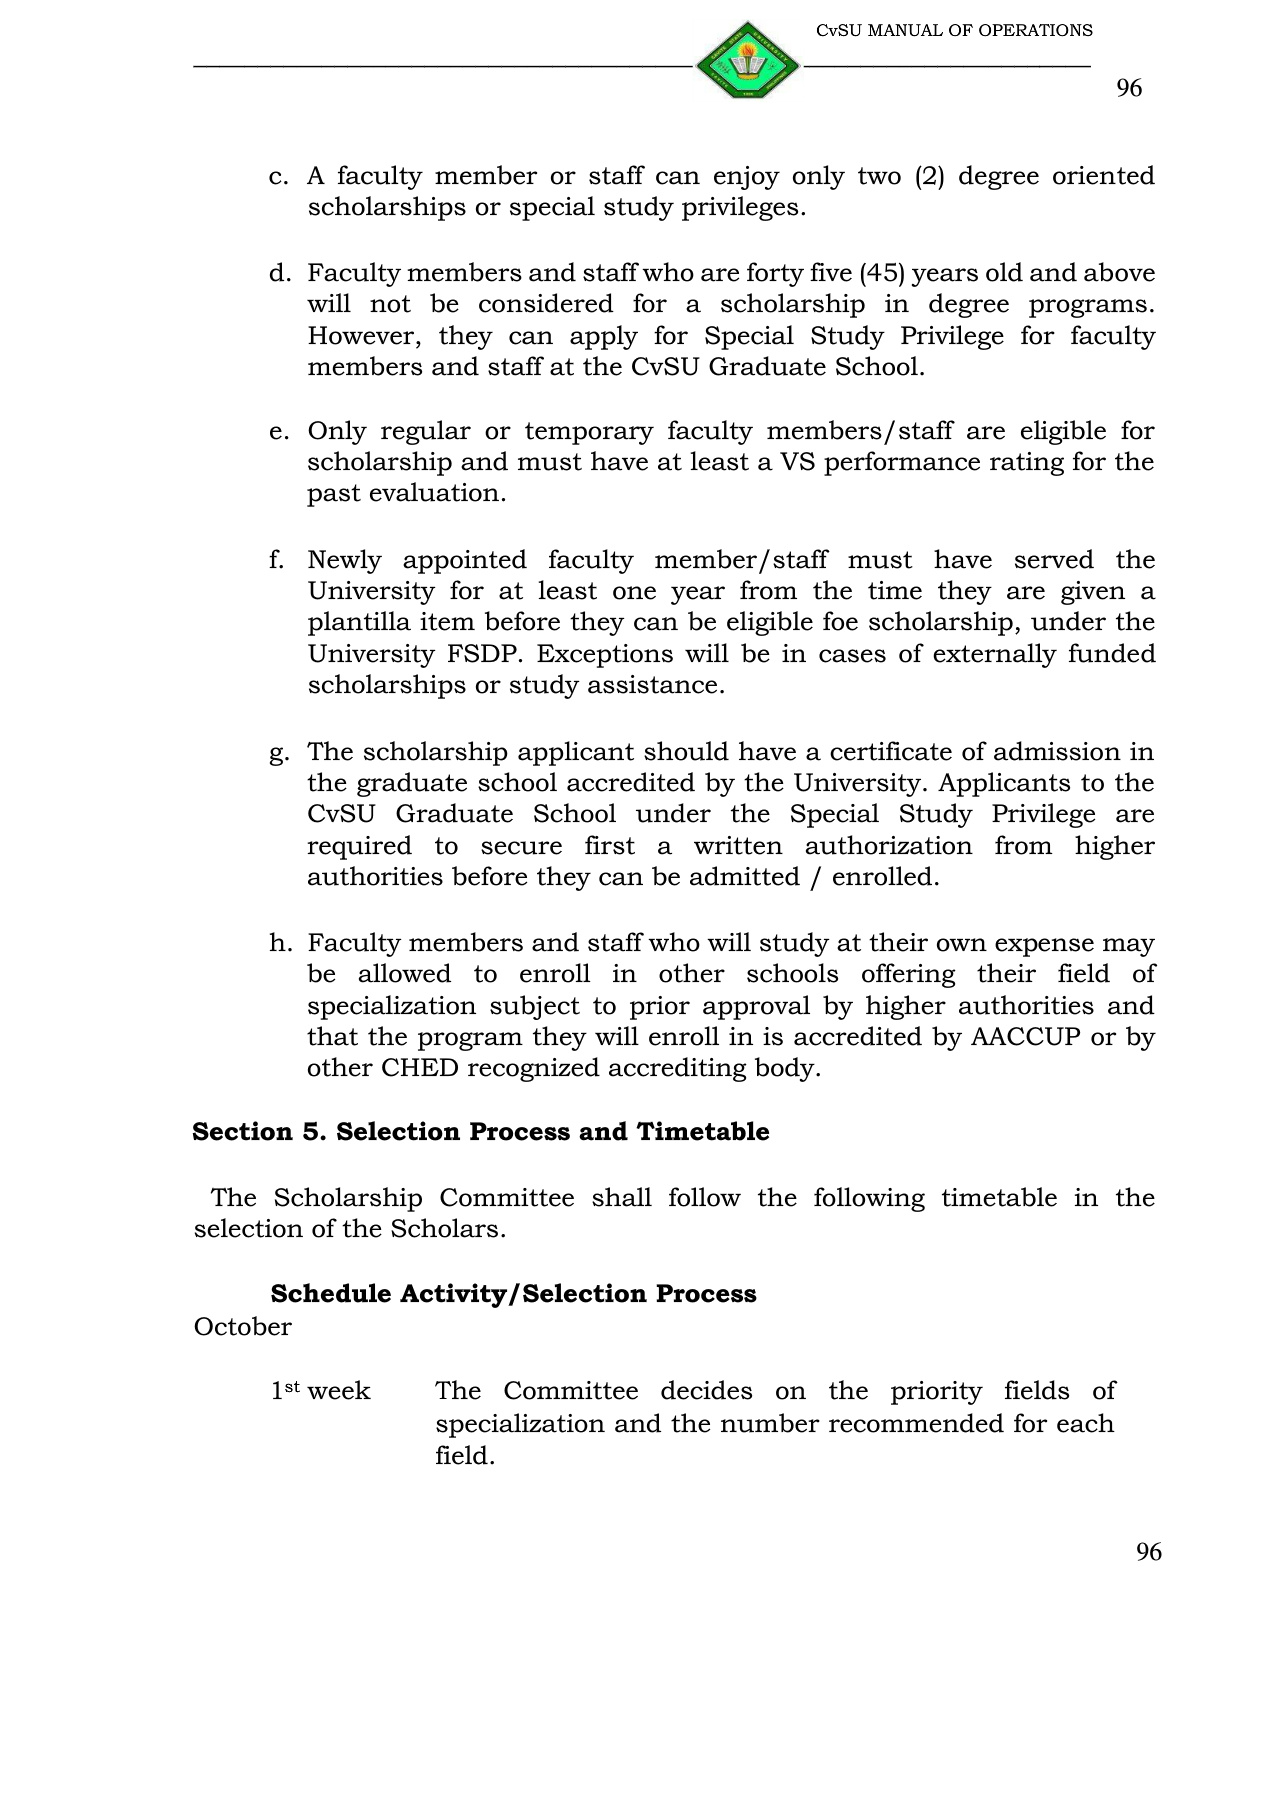 CvSU MANUAL OF OPERATIONS
96
c. A faculty member or staff can enjoy only two (2) degree oriented
scholarships or special study privileges.
d. Faculty members and staff who are forty five (45) years old and above
will not be considered for a scholarship in degree programs.
However, they can apply for Special Study Privilege for faculty
members and staff at the CvSU Graduate School.
e. Only regular or temporary faculty members/staff are eligible for
scholarship and must have at least a VS performance rating for the
past evaluation.
f. Newly appointed faculty member/staff must have served the
University for at least one year from the time they are given a
plantilla item before they can be eligible foe scholarship, under the
University FSDP. Exceptions will be in cases of externally funded
scholarships or study assistance.
g. The scholarship applicant should have a certificate of admission in
the graduate school accredited by the University. Applicants to the
CvSU Graduate School under the Special Study Privilege are
required to secure first a written authorization from higher
authorities before they can be admitted / enrolled.
h. Faculty members and staff who will study at their own expense may
be allowed to enroll in other schools offering their field of
specialization subject to prior approval by higher authorities and
that the program they will enroll in is accredited by AACCUP or by
other CHED recognized accrediting body.
Section 5. Selection Process and Timetable
The Scholarship Committee shall follow the following timetable in the
selection of the Scholars.
Schedule Activity/Selection Process
October
1st week The Committee decides on the priority fields of
specialization and the number recommended for each
field.
96